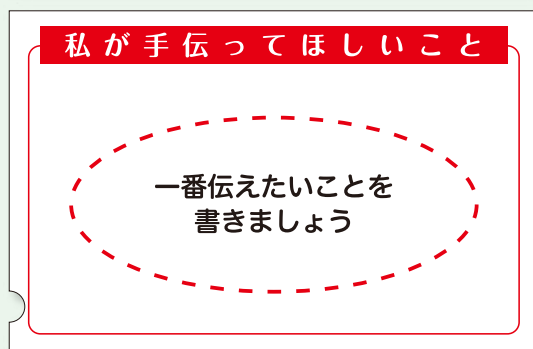 私が手伝ってほしいこと
一番伝えたいことを
書きましょう